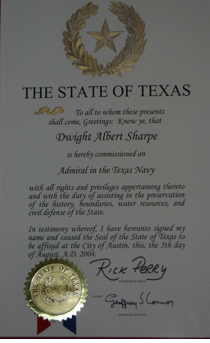 THE STATE OF TEXAS
To all to whom these presents
shall come, Greetings: Know ye, that
Dwight Albert Sharpe
is hereby commissioned an
Admiral in the Texas Navy
with all rights and privileges appertaining thereto
and with the duty of assisting in the preservation
of the history, boundaries, water resources, and
civil defense of the State.
In testimony whereof, I have hereunto signed my
name and caused the Seal of the State of Texas to
be affixed at the City of Austin, this, the 5th day
of August, A.D. 2004.
Rick Perry
Geoffrey S. Connor